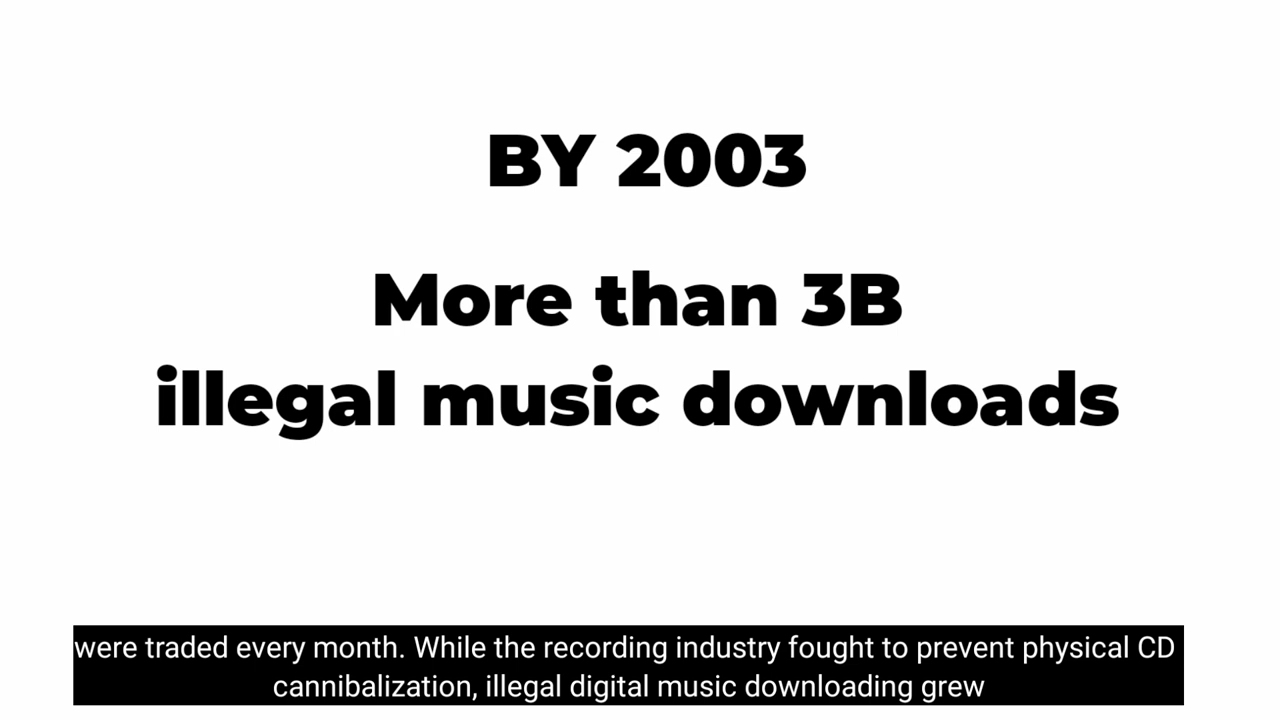 BY 2003
More than 3B
illegal music downloads
were traded every month. While the recording industry fought to prevent physical CD
cannibalization, illegal digital music downloading grew